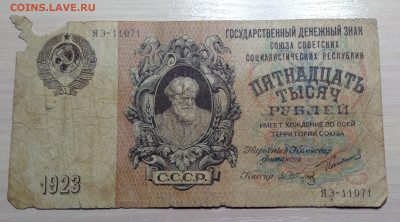 COINS.LAVE.RU
ЯЭ-11071
ГОСУДАРСТВЕННЫЙ ДЕНЕЖНЫЙ ЗНАК
СОЮЗА СОВЕТСКИХ
СОЦИАЛИСТИЧЕСКИХ РЕСПУБЛИК
ПЯТНАДЦАТЬ
ТЫСЯЧ
РУБЛЕЙ
ИМЕЕТ ХОЖДЕНИЕ ПО ВСЕЙ
ТЕРРИТОРИИ СОЮЗА
Народный Комиссар
финансов
Кассир
1923
С.С.С.Р.
ЯЭ-11071